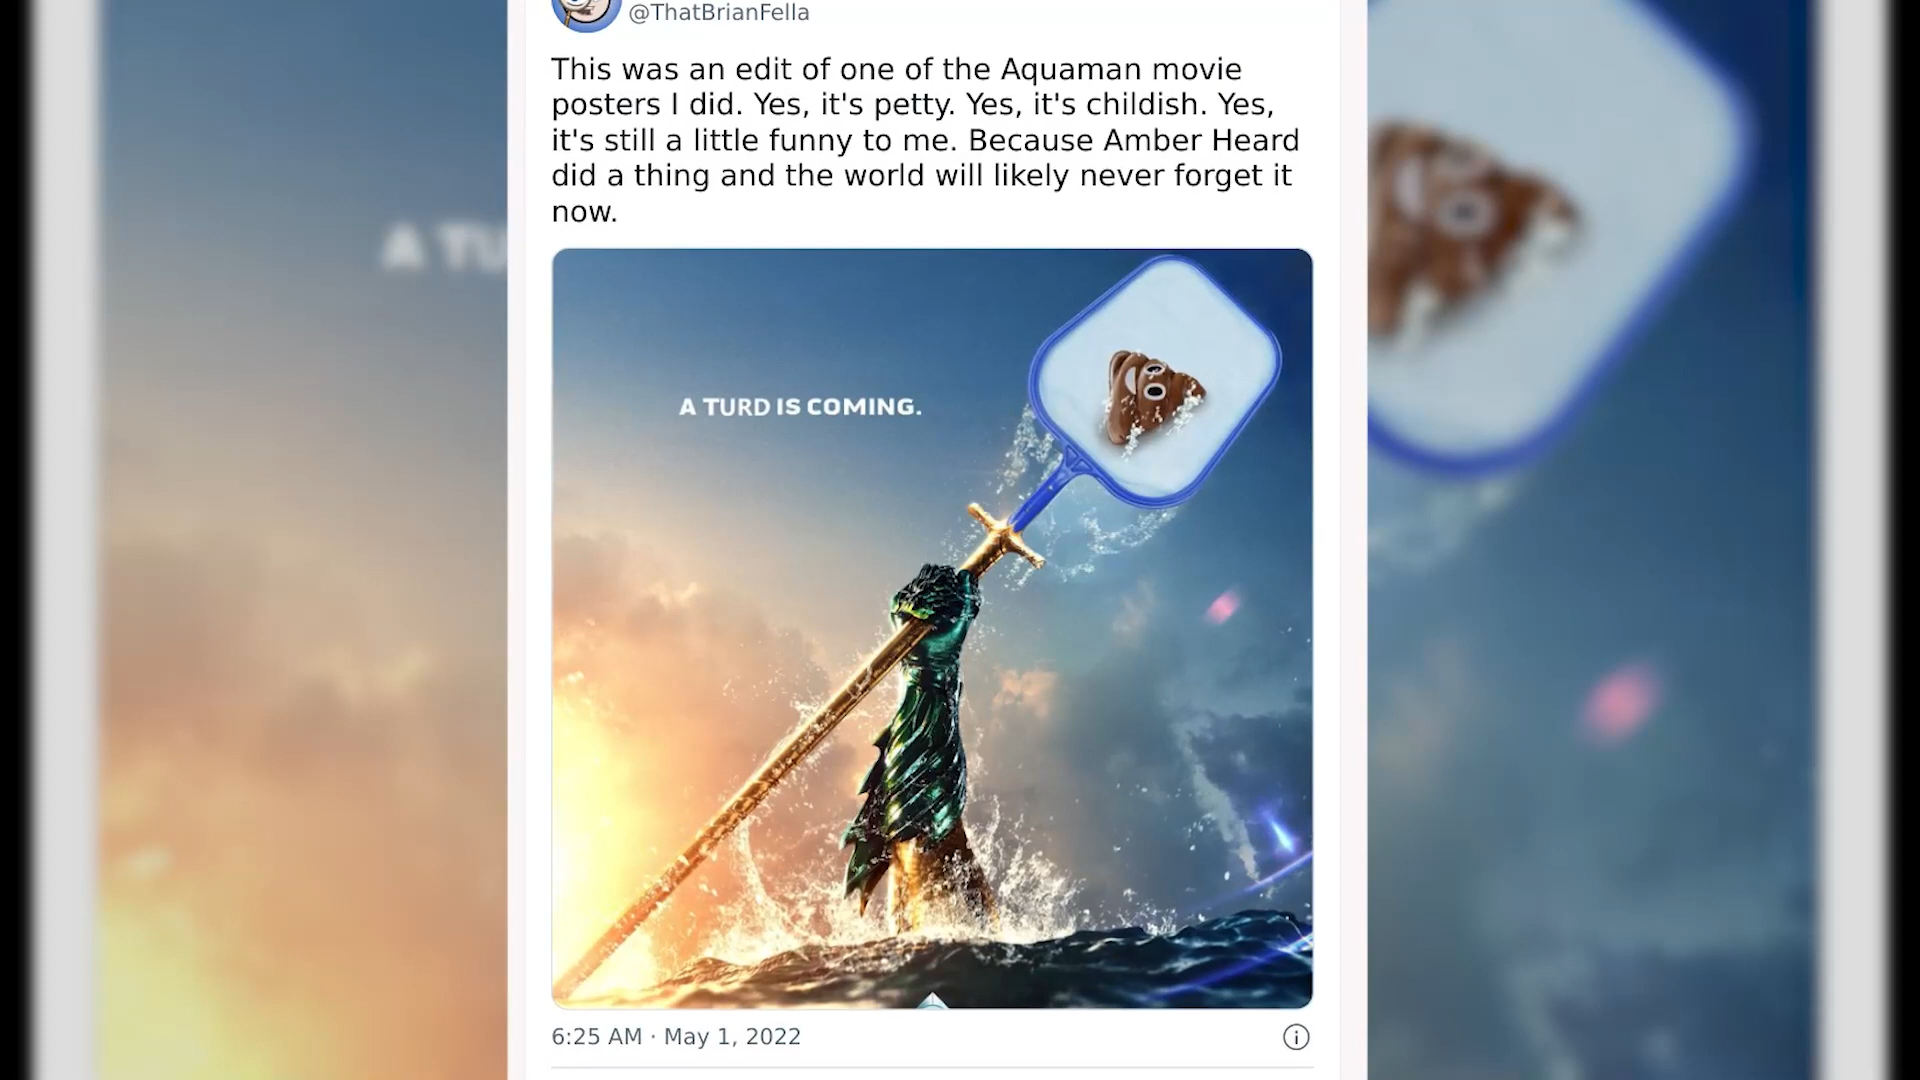 @ThatBrianFella
This was an edit of one of the Aquaman movie
posters I did. Yes, it's petty. Yes, it's childish. Yes,
it's still a little funny to me. Because Amber Heard
did a thing and the world will likely never forget it
now.
A TU
A TURD IS COMING.
6:25 AM · May 1, 2022